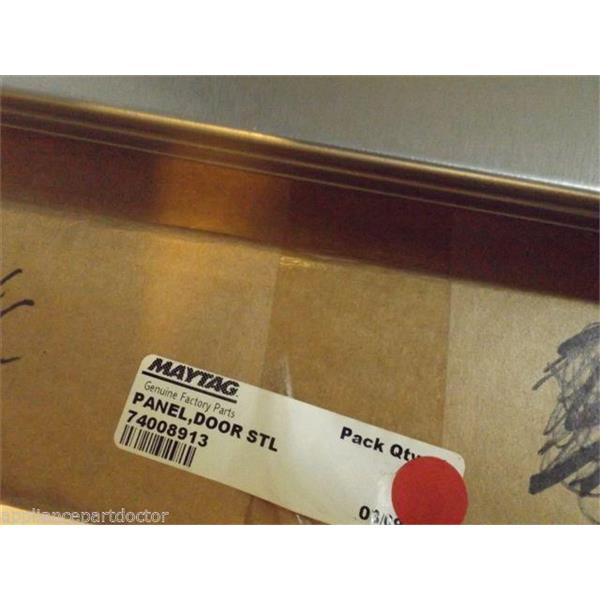 MAYTAG
Genuine Factory Parts
PANEL,DOOR STL
74008913
Pack Qty
appliancepartdoctor